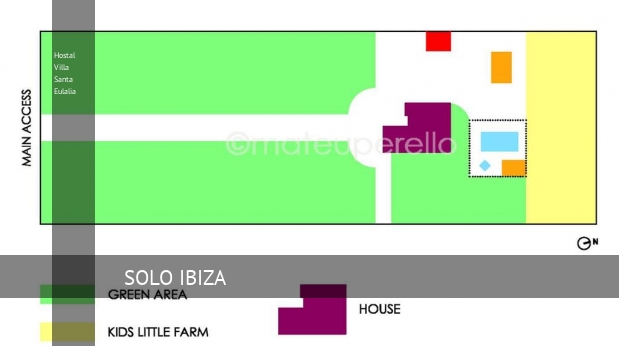 Hostal
Villa
Santa
Eulalia
MAIN ACCESS
©mateuperello
N
SOLO IBIZA
GREEN AREA
HOUSE
KIDS LITTLE FARM